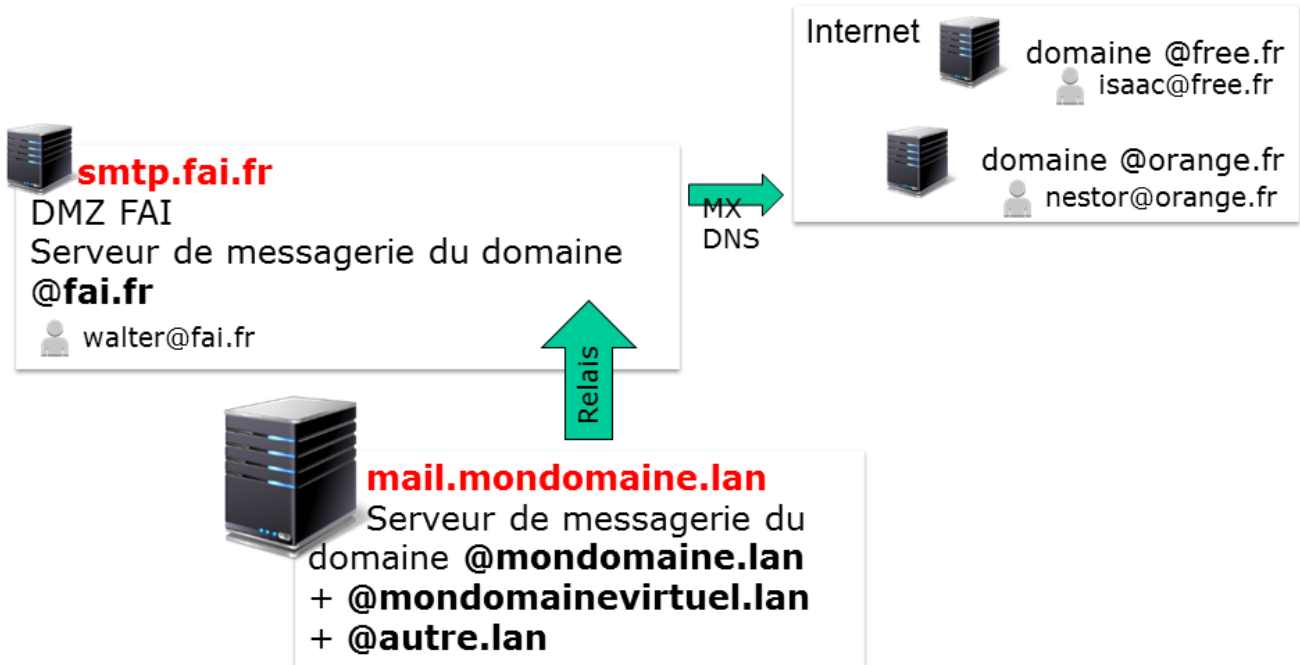 Internet
domaine @free.fr
isaac@free.fr
domaine @orange.fr
nestor@orange.fr
smtp.fai.fr
DMZ FAI
Serveur de messagerie du domaine
@fai.fr
walter@fai.fr
MX
DNS
Relais
mail.mondomaine.lan
Serveur de messagerie du
domaine @mondomaine.lan
+ @mondomainevirtuel.lan
+ @autre.lan